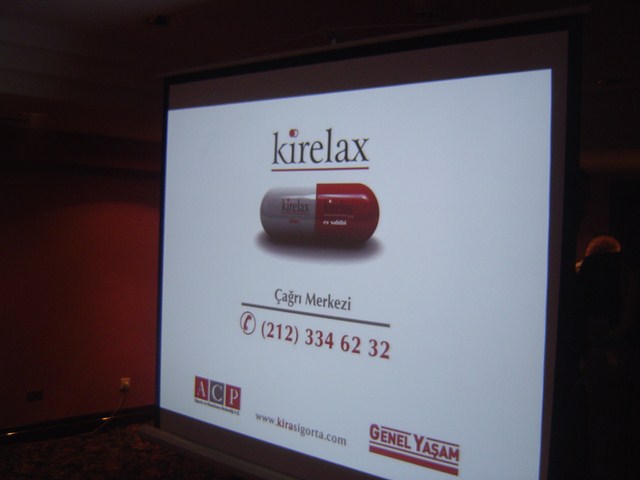 kirelax
kirelax
ev sahibi
Çağrı Merkezi
(212) 334 62 32
ACP
www.kirasigorta.com
GENEL YAŞAM